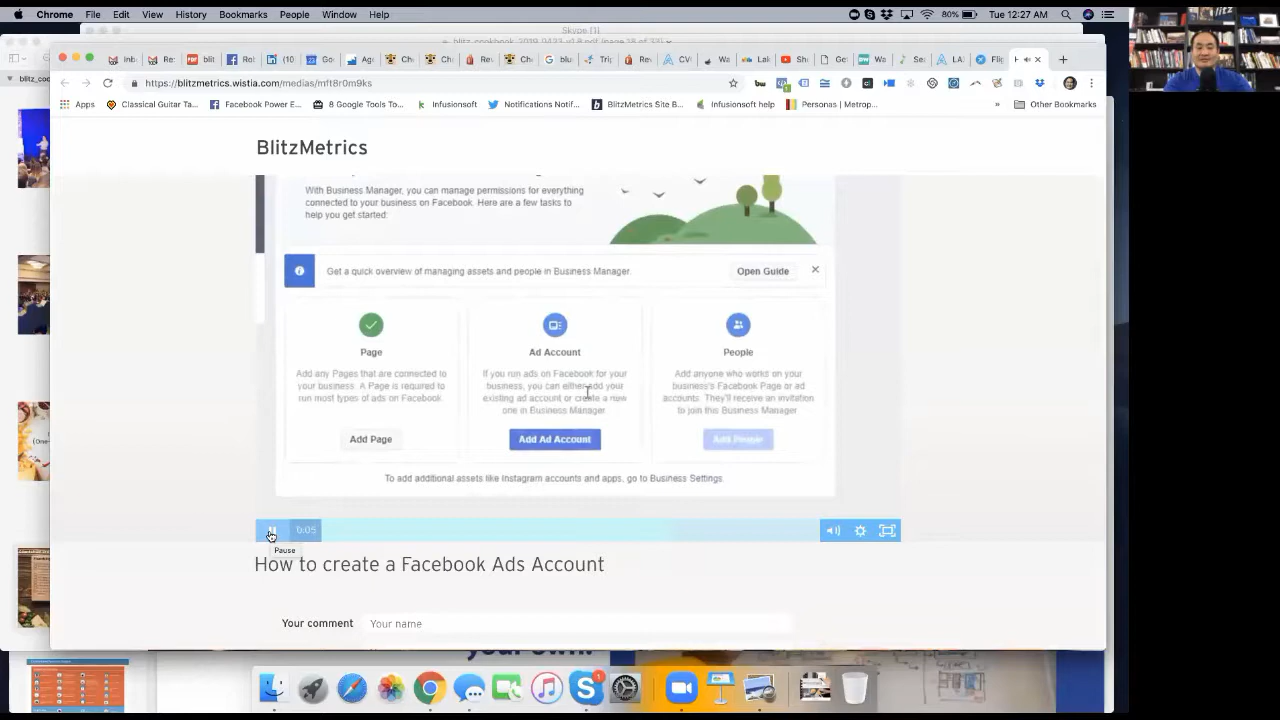 Chrome File Edit View History Bookmarks People Window Help 80% Tue 12:27 AM
Skype [1]
blitz
https://blitzmetrics.wistia.com/medias/mft8r0m9ks
Apps Classical Guitar Ta... Facebook Power E... 8 Google Tools To... Infusionsoft Notifications Notif... BlitzMetrics Site B... Infusionsoft help Personas | Metrop... » Other Bookmarks
BlitzMetrics
With Business Manager, you can manage permissions for everything
connected to your business on Facebook. Here are a few tasks to
help you get started:
Get a quick overview of managing assets and people in Business Manager. Open Guide
Page
Add any Pages that are connected to
your business. A Page is required to
run most types of ads on Facebook.
Add Page
Ad Account
If you run ads on Facebook for your
business, you can either add your
existing ad account or create a new
one in Business Manager
Add Ad Account
People
Add anyone who works on your
business's Facebook Page or ad
accounts. They'll receive an invitation
to join this Business Manager
Add People
To add additional assets like Instagram accounts and apps, go to Business Settings.
0:05
Pause
How to create a Facebook Ads Account
Your comment Your name
your own.